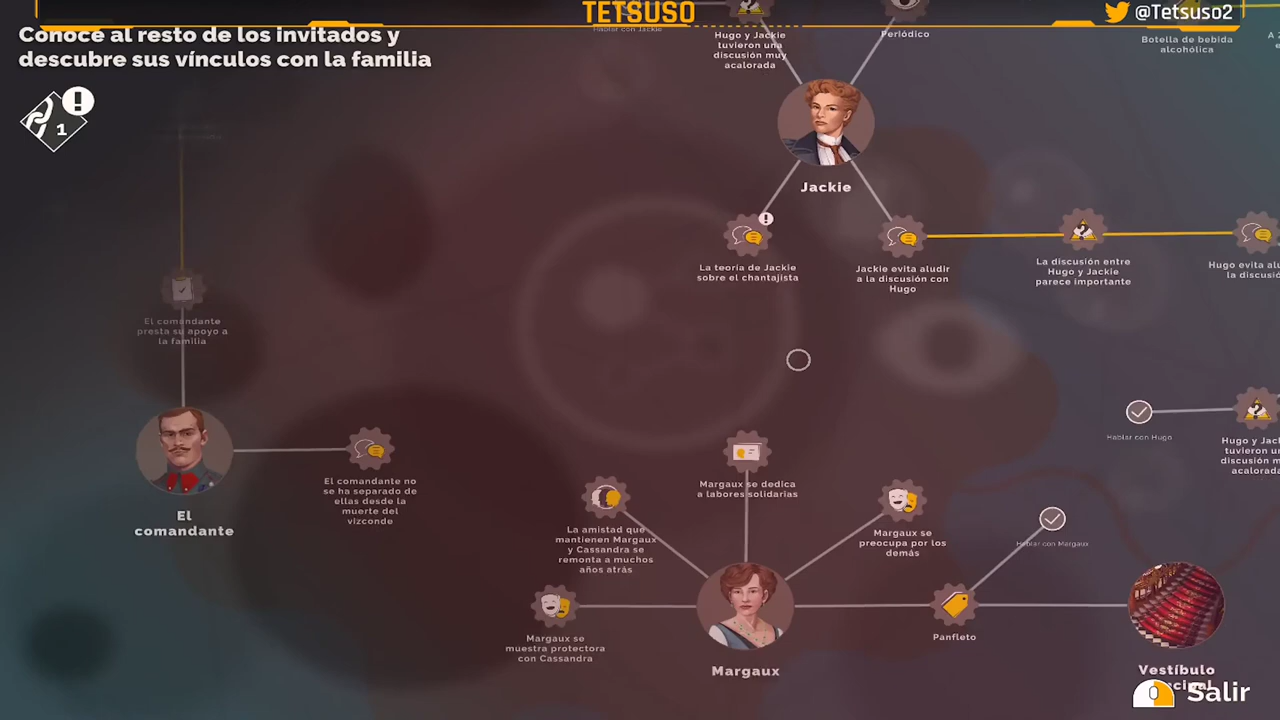 TETSUSO
@Tetsuso2
Conoce al resto de los invitados y
descubre sus vínculos con la familia
1
Hablar con Jackie
Hugo y Jackie
tuvieron una
discusión muy
acalorada
Periódico
Botella de bebida
alcohólica
Jackie
La teoría de Jackie
sobre el chantajista
Jackie evita aludir
a la discusión con
Hugo
La discusión entre
Hugo y Jackie
parece importante
Hugo evita alu
la discusió
El comandante
presta su apoyo a
la familia
El
comandante
El comandante no
se ha separado de
ellas desde la
muerte del
vizconde
Margaux se dedica
a labores solidarias
La amistad que
mantienen Margaux
y Cassandra se
remonta a muchos
años atrás
Margaux se
preocupa por los
demás
Hablar con Hugo
Hugo y Jack
tuvieron un
discusión m
acalorada
Hablar con Margaux
Margaux se
muestra protectora
con Cassandra
Margaux
Panfleto
Vestíbulo
Salir